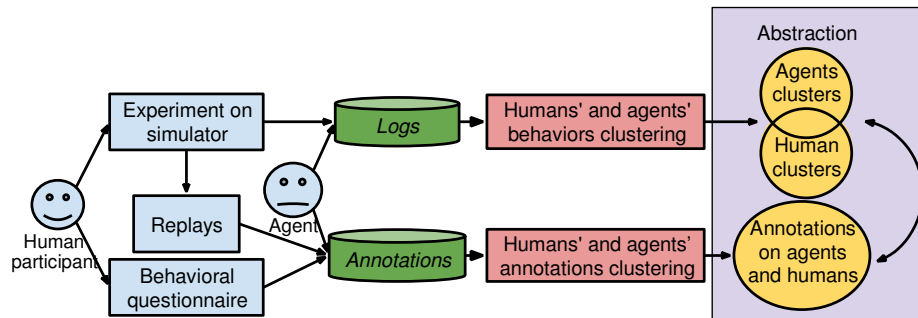 Abstraction
Experiment on
simulator
Logs
Humans' and agents'
behaviors clustering
Agents
clusters
Human
clusters
Human
participant
Replays
Agent
Behavioral
questionnaire
Annotations
Humans' and agents’
annotations clustering
Annotations
on agents
and humans